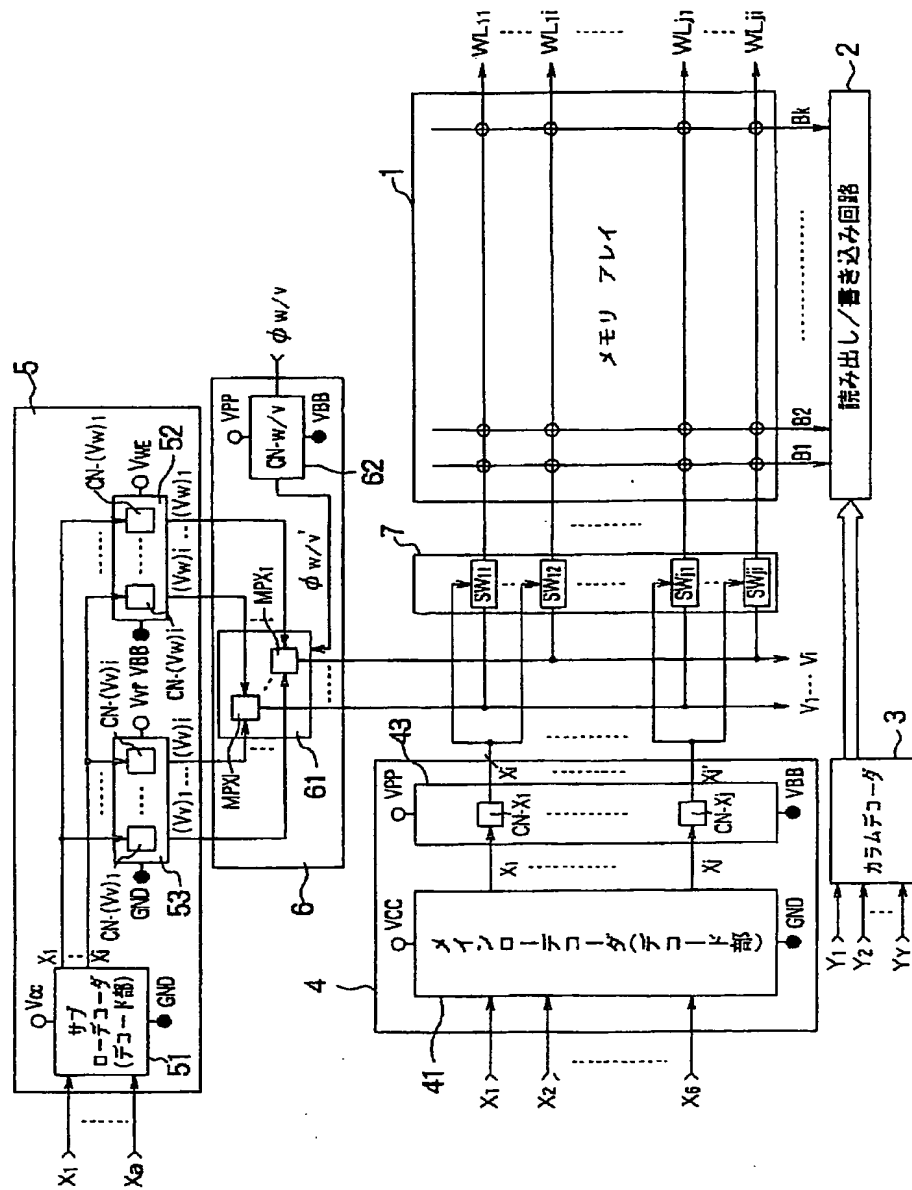 5
X1
Xa
VCC
サブ
ローデコーダ
(デコード部)
GND
51
X1
Xi
CN-(Vv)i
VVP
GND
CN-(Vv)1
53
(Vv)1
(Vv)i
CN-(Vw)1
52
VWE
VBB
CN-(Vw)i
(Vw)i
(Vw)1
6
MPXi
MPX1
61
VPP
CN-W/V
VBB
62
φW/V
φW/V'
4
X1
X2
X6
41
VCC
メインローデコーダ(デコード部)
GND
X1
Xj
43
VPP
CN-X1
CN-Xj
VBB
Xi
Xj'
V1
Vi
7
SW11
SW12
SWj1
SWji
1
メモリ アレイ
WL11
WL1i
WLj1
WLji
B1
B2
Bk
2
読み出し/書き込み回路
3
カラムデコーダ
Y1
Y2
YY